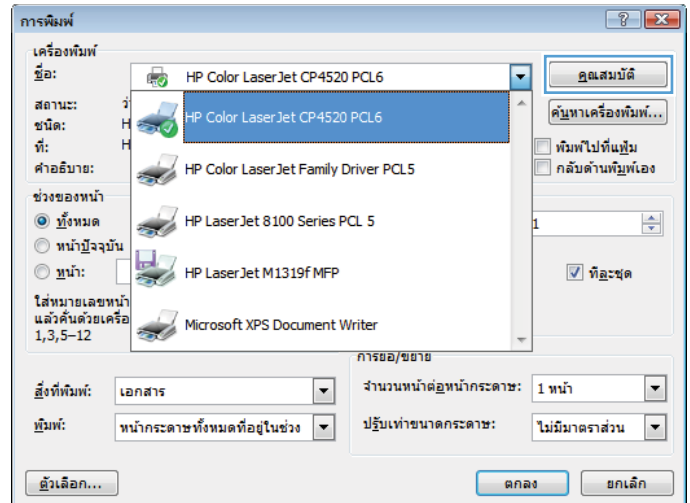 การพิมพ์
เครื่องพิมพ์
ชื่อ:
HP Color LaserJet CP4520 PCL6
คุณสมบัติ
สถานะ:
ว่
HP Color LaserJet CP4520 PCL6
ค้นหาเครื่องพิมพ์...
ชนิด:
H
ที่:
H
พิมพ์ไปที่แฟ้ม
คำอธิบาย:
HP Color LaserJet Family Driver PCL5
กลับด้านพิมพ์เอง
ช่วงของหน้า
ทั้งหมด
HP LaserJet 8100 Series PCL 5
1
หน้าปัจจุบัน
หน้า:
HP LaserJet M1319f MFP
ทีละชุด
ใส่หมายเลขหน้า
แล้วคั่นด้วยเครื่อ
Microsoft XPS Document Writer
1,3,5–12
การย่อ/ขยาย
สิ่งที่พิมพ์:
เอกสาร
จำนวนหน้าต่อหน้ากระดาษ:
1 หน้า
พิมพ์:
หน้ากระดาษทั้งหมดที่อยู่ในช่วง
ปรับเท่าขนาดกระดาษ:
ไม่มีมาตราส่วน
ตัวเลือก...
ตกลง
ยกเลิก